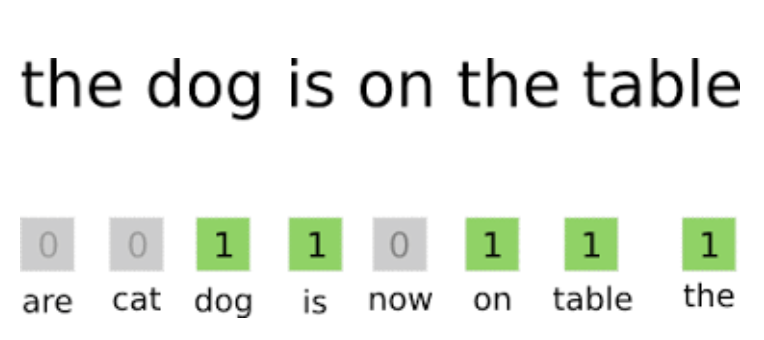 the dog is on the table
0 0 1 1 0 1 1 1
are cat dog is now on table the